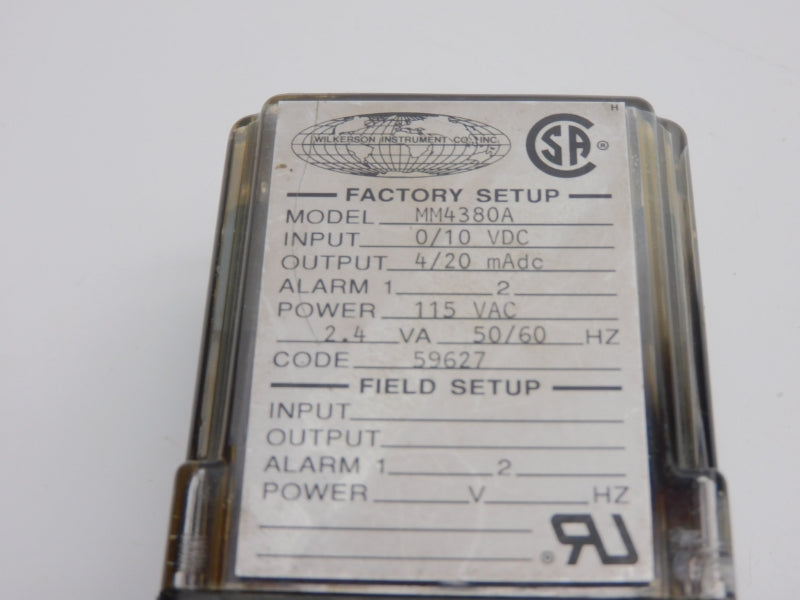 H
WILKERSON INSTRUMENT CO., INC.
CSA ®
FACTORY SETUP
MODEL MM4380A
INPUT 0/10 VDC
OUTPUT 4/20 mAdc
ALARM 1 2
POWER 115 VAC
2.4 VA 50/60 HZ
CODE 59627
FIELD SETUP
INPUT
OUTPUT
ALARM 1 2
POWER V HZ
® UR